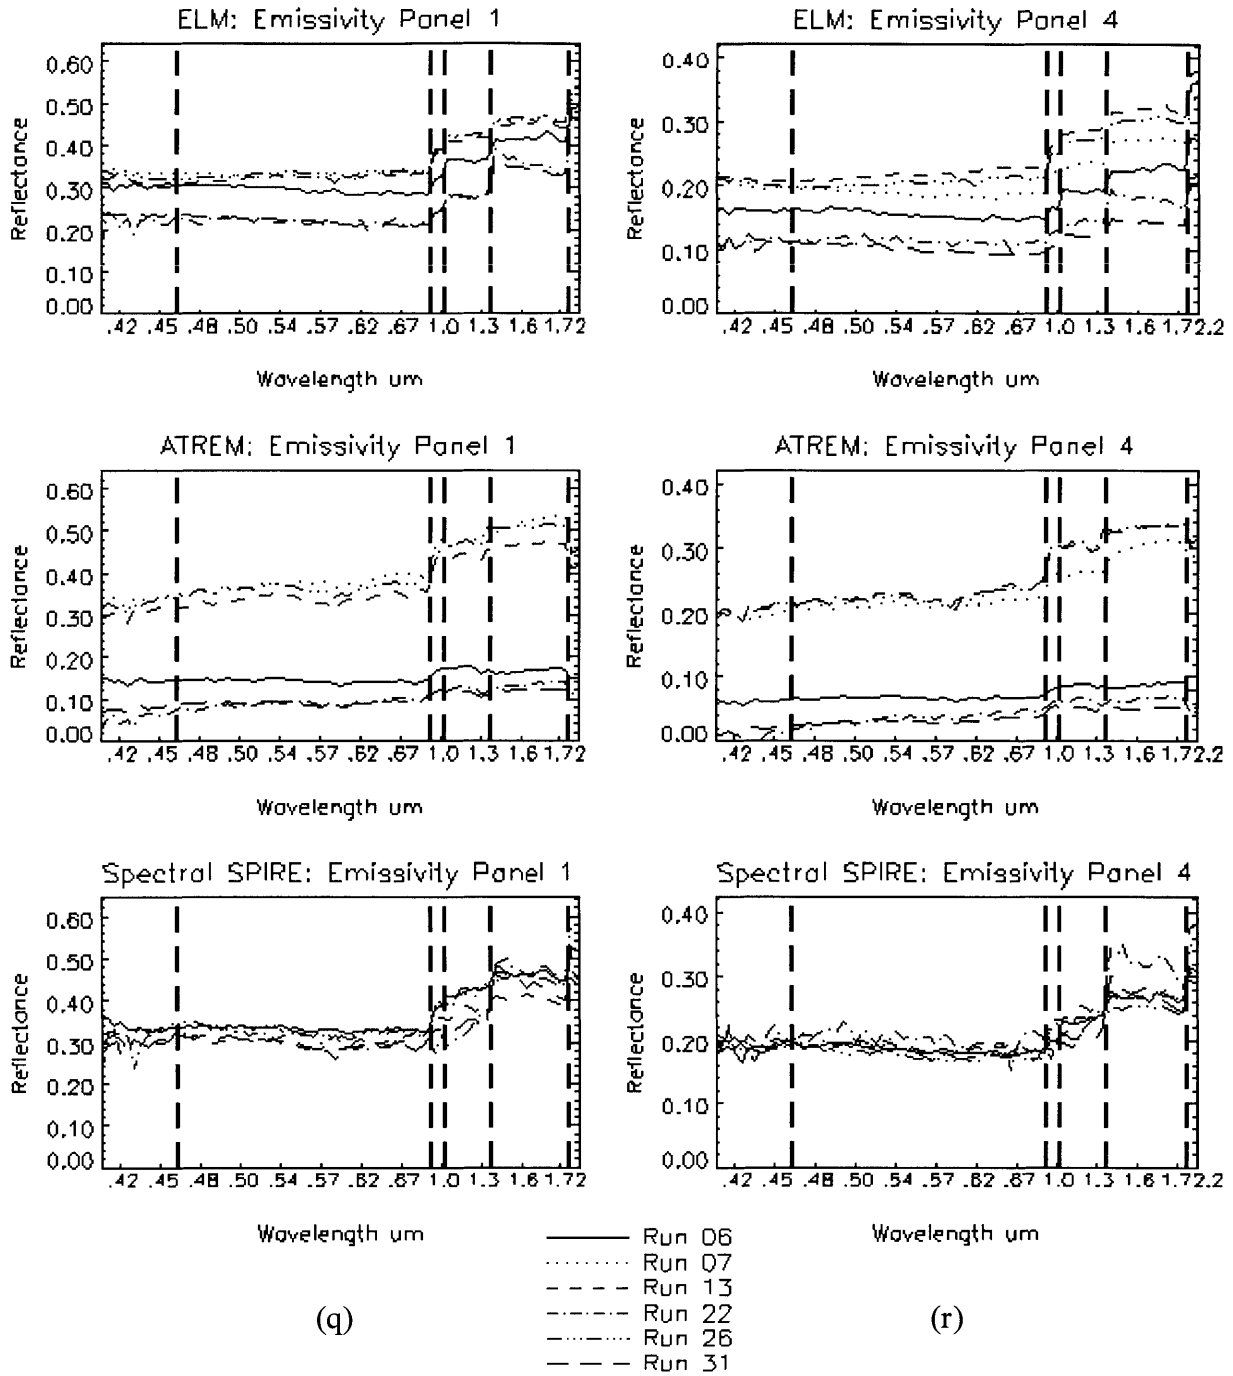 ELM: Emissivity Panel 1
ELM: Emissivity Panel 4
Reflectance
0.60
0.50
0.40
0.30
0.20
0.10
0.00
.42 .45 .48 .50 .54 .57 .62 .67 1.0 1.3 1.6 1.72
Wavelength um
Reflectance
0.40
0.30
0.20
0.10
0.00
.42 .45 .48 .50 .54 .57 .62 .67 1.0 1.3 1.6 1.72.2
Wavelength um
ATREM: Emissivity Panel 1
ATREM: Emissivity Panel 4
Reflectance
0.60
0.50
0.40
0.30
0.20
0.10
0.00
.42 .45 .48 .50 .54 .57 .62 .67 1.0 1.3 1.6 1.72
Wavelength um
Reflectance
0.40
0.30
0.20
0.10
0.00
.42 .45 .48 .50 .54 .57 .62 .67 1.0 1.3 1.6 1.72.2
Wavelength um
Spectral SPIRE: Emissivity Panel 1
Spectral SPIRE: Emissivity Panel 4
Reflectance
0.60
0.50
0.40
0.30
0.20
0.10
0.00
.42 .45 .48 .50 .54 .57 .62 .67 1.0 1.3 1.6 1.72
Wavelength um
Reflectance
0.40
0.30
0.20
0.10
0.00
.42 .45 .48 .50 .54 .57 .62 .67 1.0 1.3 1.6 1.72.2
Wavelength um
Run 06
Run 07
Run 13
Run 22
Run 26
Run 31
(q)
(r)